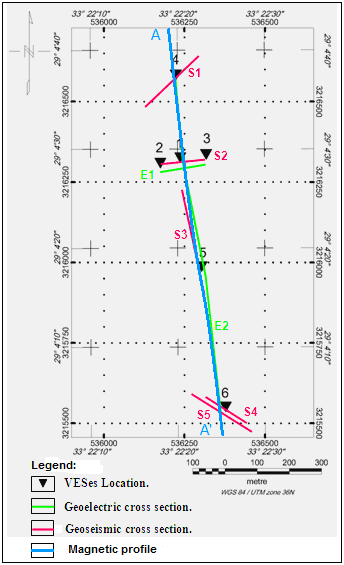 33° 22'10" 33° 22'20" 33° 22'30"
536000 536250 536500
A
4
S1
2 1 3
S2
E1
S3
5
E2
6
S5 S4
A'
29° 4'40" 29° 4'30" 29° 4'20" 29° 4'10"
3216500 3216250 3216000 3215750 3215500
29° 4'40" 29° 4'30" 29° 4'20" 29° 4'10"
3216500 3216250 3216000 3215750 3215500
536000 536250 536500
33° 22'10" 33° 22'20" 33° 22'30"
Legend:
VESes Location.
Geoelectric cross section.
Geoseismic cross section.
Magnetic profile
100 0 100 200 300
metre
WGS 84 / UTM zone 36N